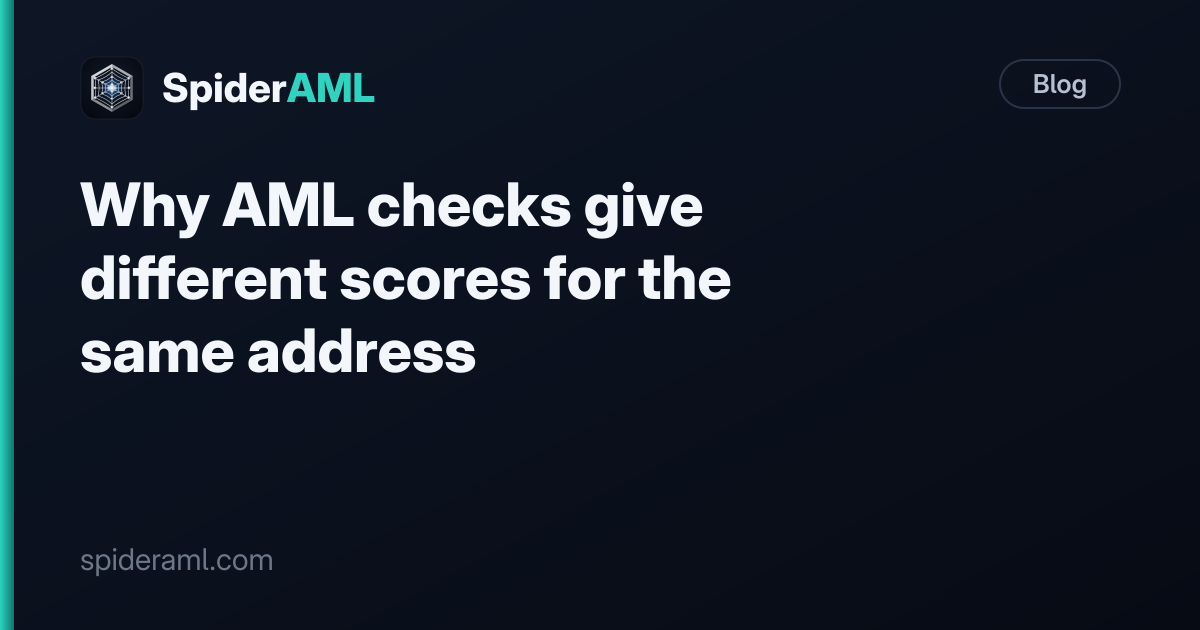 SpiderAML
Blog
Why AML checks give
different scores for the
same address
spideraml.com